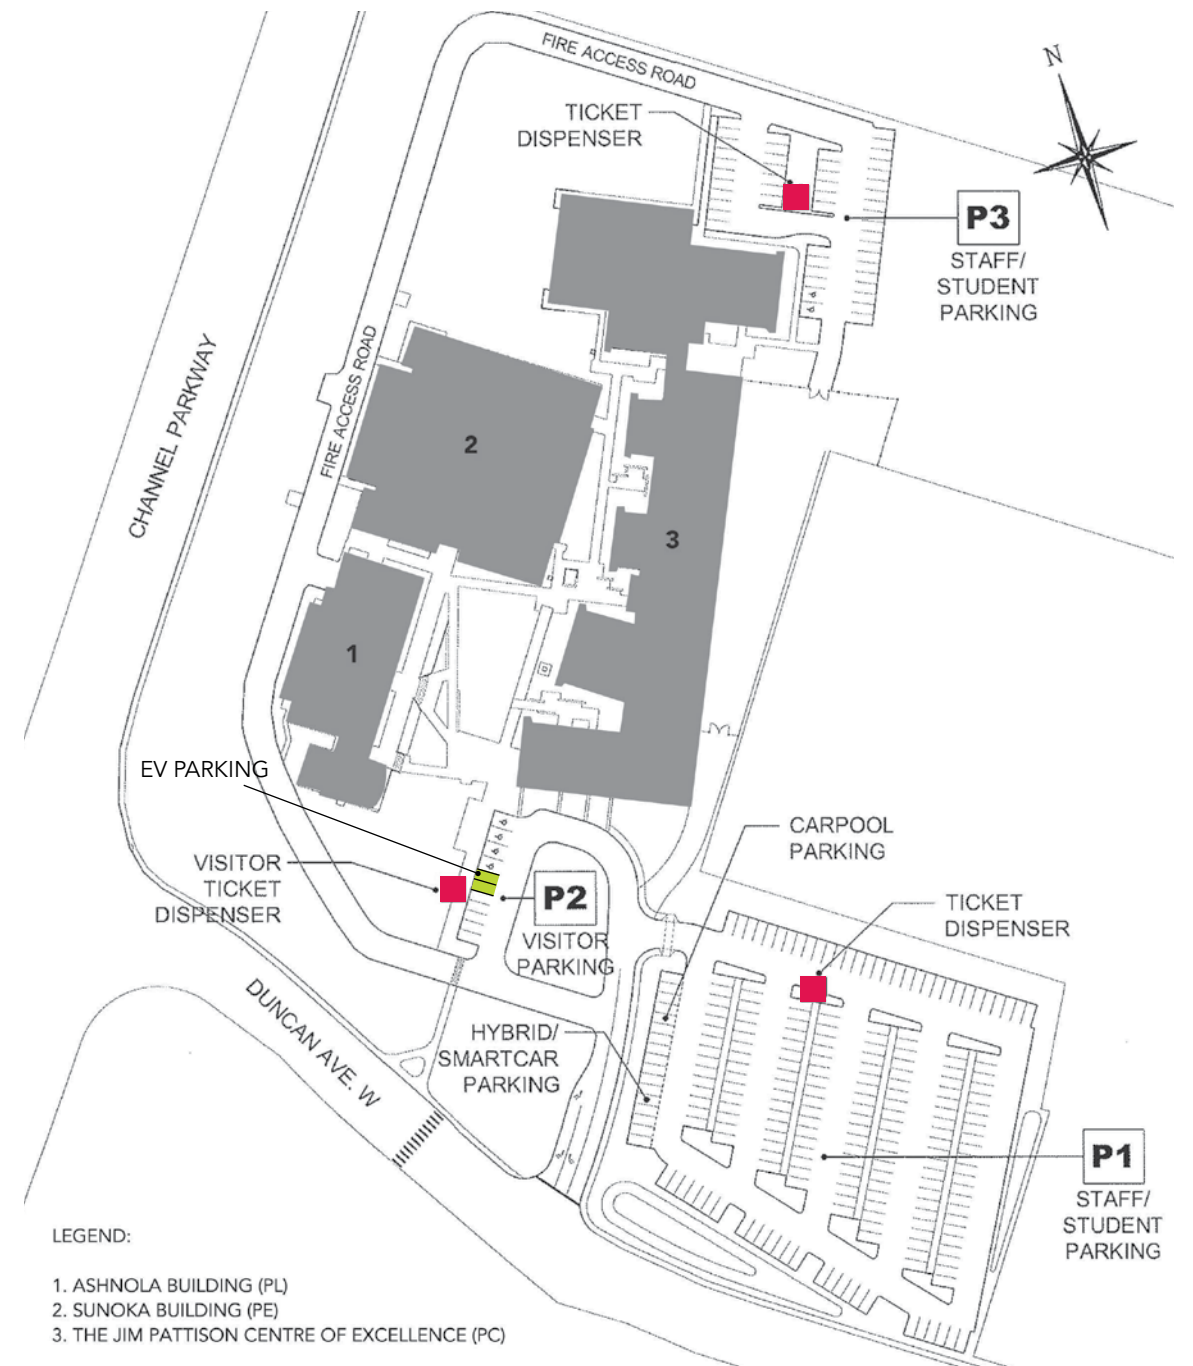 FIRE ACCESS ROAD
N
TICKET
DISPENSER
P3
STAFF/
STUDENT
PARKING
CHANNEL PARKWAY
FIRE ACCESS ROAD
2
3
1
EV PARKING
CARPOOL
PARKING
VISITOR
TICKET
DISPENSER
P2
VISITOR
PARKING
TICKET
DISPENSER
DUNCAN AVE. W
HYBRID/
SMARTCAR
PARKING
P1
STAFF/
STUDENT
PARKING
LEGEND:
1. ASHNOLA BUILDING (PL)
2. SUNOKA BUILDING (PE)
3. THE JIM PATTISON CENTRE OF EXCELLENCE (PC)